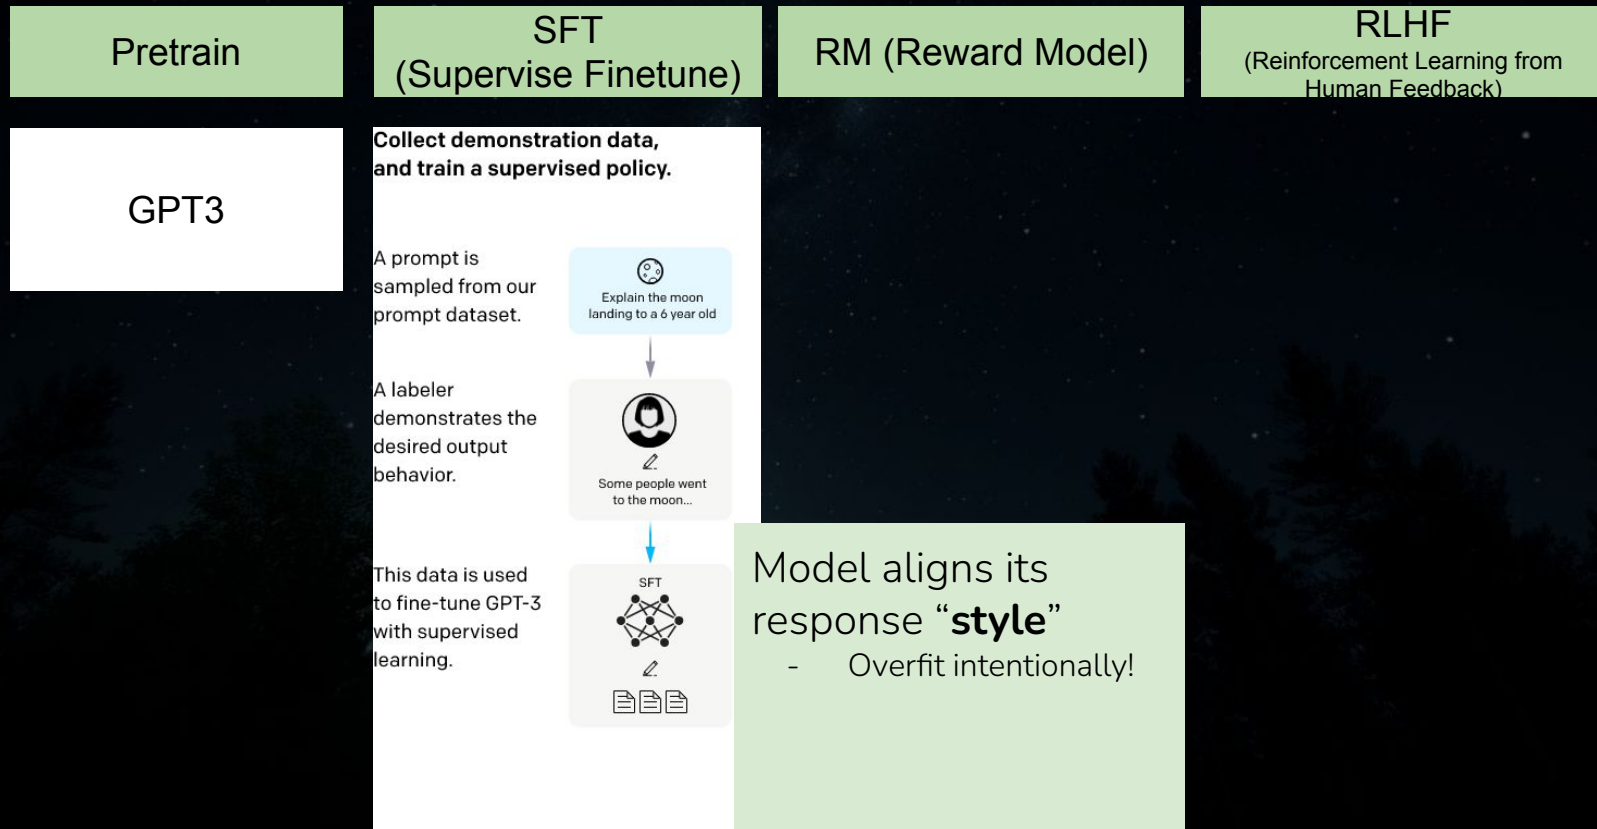 Pretrain
SFT
(Supervise Finetune)
RM (Reward Model)
RLHF
(Reinforcement Learning from
Human Feedback)
GPT3
Collect demonstration data,
and train a supervised policy.
A prompt is
sampled from our
prompt dataset.
Explain the moon
landing to a 6 year old
A labeler
demonstrates the
desired output
behavior.
Some people went
to the moon...
This data is used
to fine-tune GPT-3
with supervised
learning.
SFT
Model aligns its
response “style”
- Overfit intentionally!